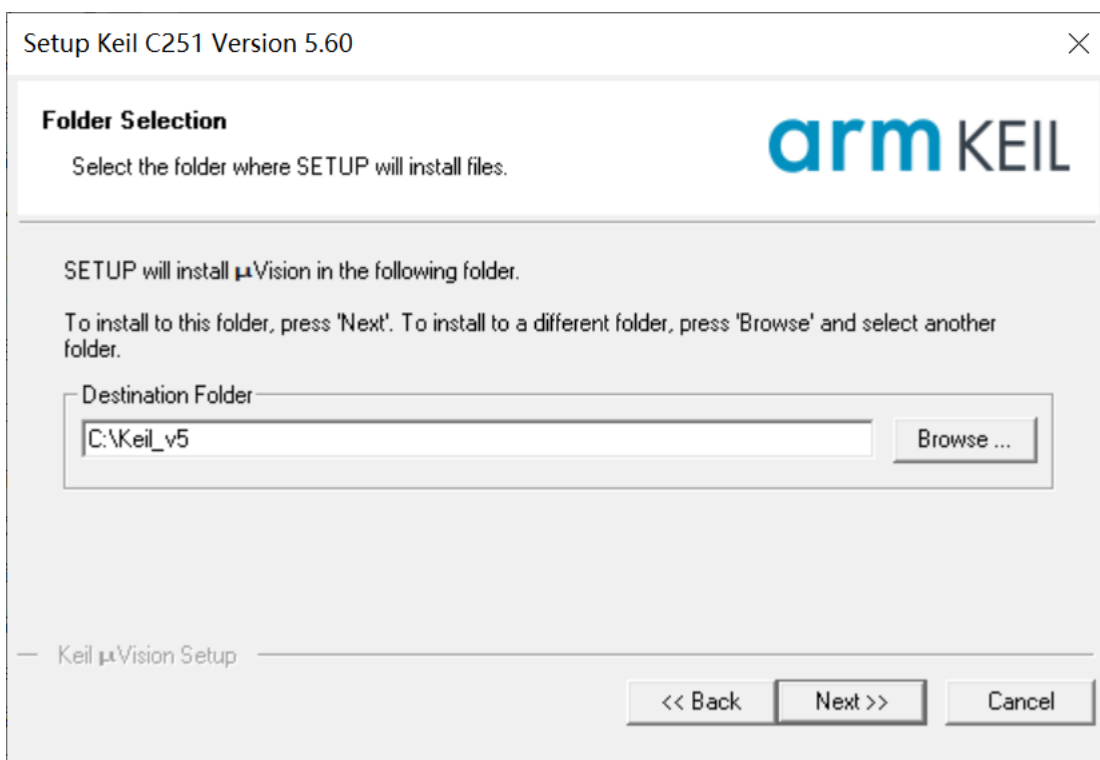 Setup Keil C251 Version 5.60
Folder Selection
Select the folder where SETUP will install files.
arm KEIL
SETUP will install µVision in the following folder.
To install to this folder, press 'Next'. To install to a different folder, press 'Browse' and select another
folder.
Destination Folder
C:\Keil_v5
Browse ...
Keil µVision Setup
<< Back
Next >>
Cancel